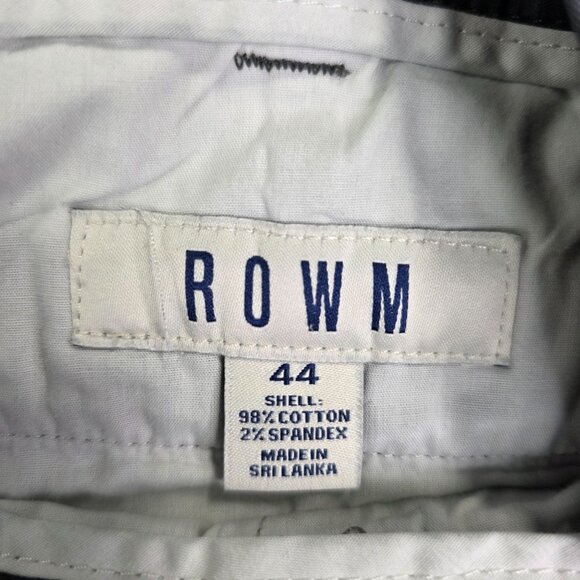 ROWM
44
SHELL:
98% COTTON
2% SPANDEX
MADE IN
SRI LANKA